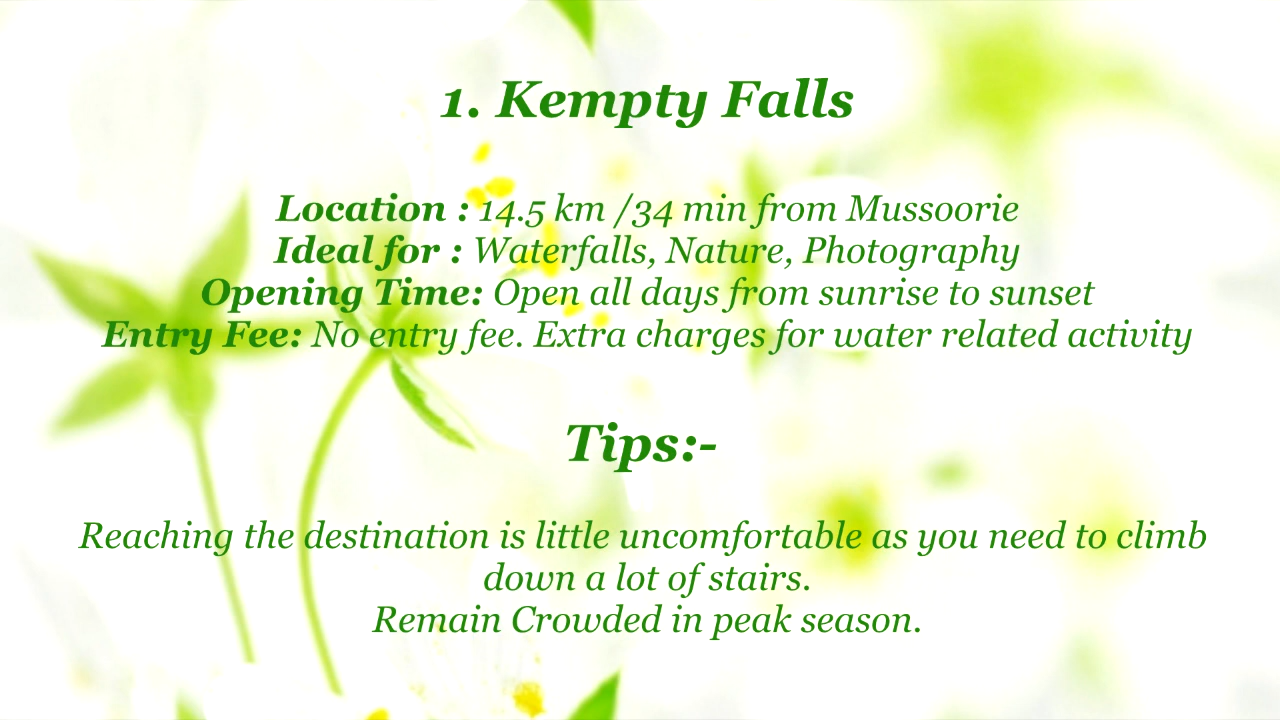 1. Kempty Falls
Location : 14.5 km /34 min from Mussoorie
Ideal for : Waterfalls, Nature, Photography
Opening Time: Open all days from sunrise to sunset
Entry Fee: No entry fee. Extra charges for water related activity
Tips:-
Reaching the destination is little uncomfortable as you need to climb
down a lot of stairs.
Remain Crowded in peak season.